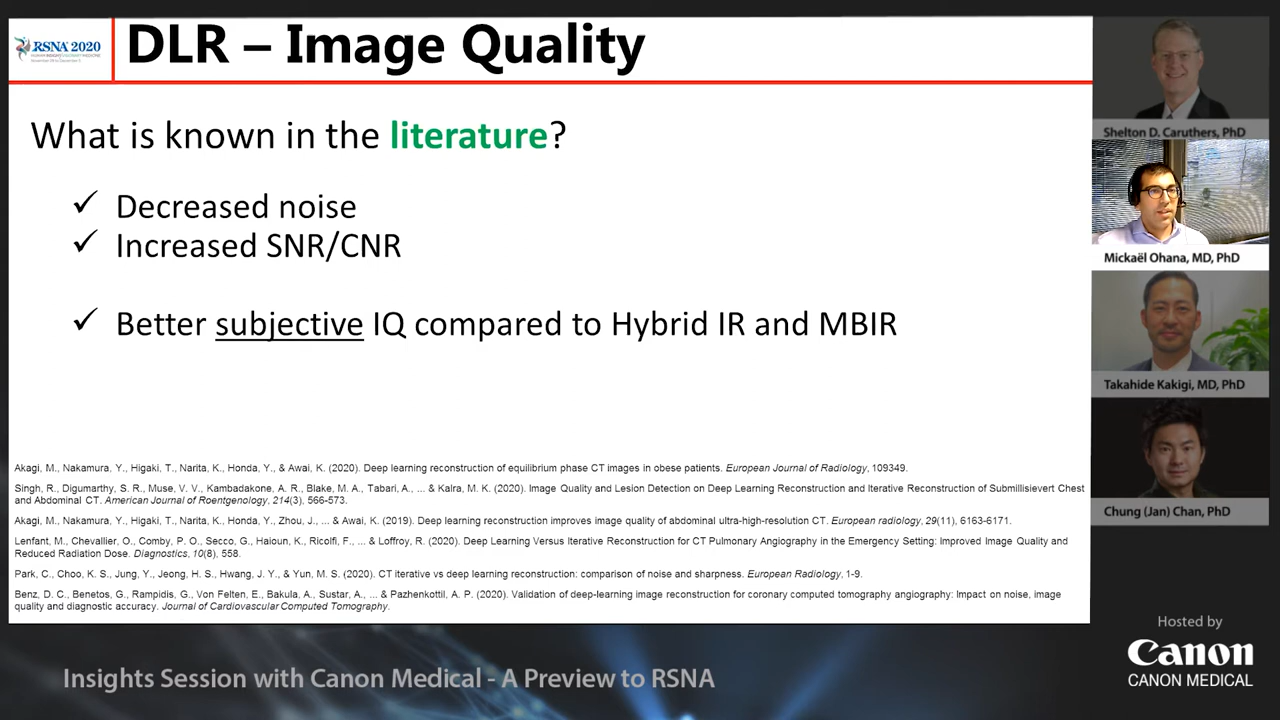 RSNA 2020
DLR – Image Quality
What is known in the literature?
✓ Decreased noise
✓ Increased SNR/CNR
✓ Better subjective IQ compared to Hybrid IR and MBIR
Akagi, M., Nakamura, Y., Higaki, T., Narita, K., Honda, Y., & Awai, K. (2020). Deep learning reconstruction of equilibrium phase CT images in obese patients. European Journal of Radiology, 109349.
Singh, R., Digumarthy, S. R., Muse, V. V., Kambadakone, A. R., Blake, M. A., Tabari, A., ... & Kalra, M. K. (2020). Image Quality and Lesion Detection on Deep Learning Reconstruction and Iterative Reconstruction of Submillisievert Chest
and Abdominal CT. American Journal of Roentgenology, 214(3), 566-573.
Akagi, M., Nakamura, Y., Higaki, T., Narita, K., Honda, Y., Zhou, J., ... & Awai, K. (2019). Deep learning reconstruction improves image quality of abdominal ultra-high-resolution CT. European radiology, 29(11), 6163-6171.
Lenfant, M., Chevallier, O., Comby, P. O., Secco, G., Haioun, K., Ricolfi, F., ... & Loffroy, R. (2020). Deep Learning Versus Iterative Reconstruction for CT Pulmonary Angiography in the Emergency Setting: Improved Image Quality and
Reduced Radiation Dose. Diagnostics, 10(8), 558.
Park, C., Choo, K. S., Jung, Y., Jeong, H. S., Hwang, J. Y., & Yun, M. S. (2020). CT iterative vs deep learning reconstruction: comparison of noise and sharpness. European Radiology, 1-9.
Benz, D. C., Benetos, G., Rampidis, G., Von Felten, E., Bakula, A., Sustar, A., ... & Pazhenkottil, A. P. (2020). Validation of deep-learning image reconstruction for coronary computed tomography angiography: Impact on noise, image
quality and diagnostic accuracy. Journal of Cardiovascular Computed Tomography.
Shelton D. Caruthers, PhD
Mickaël Ohana, MD, PhD
Takahide Kakigi, MD, PhD
Chung (Jan) Chan, PhD
Insights Session with Canon Medical - A Preview to RSNA
Hosted by
Canon
CANON MEDICAL